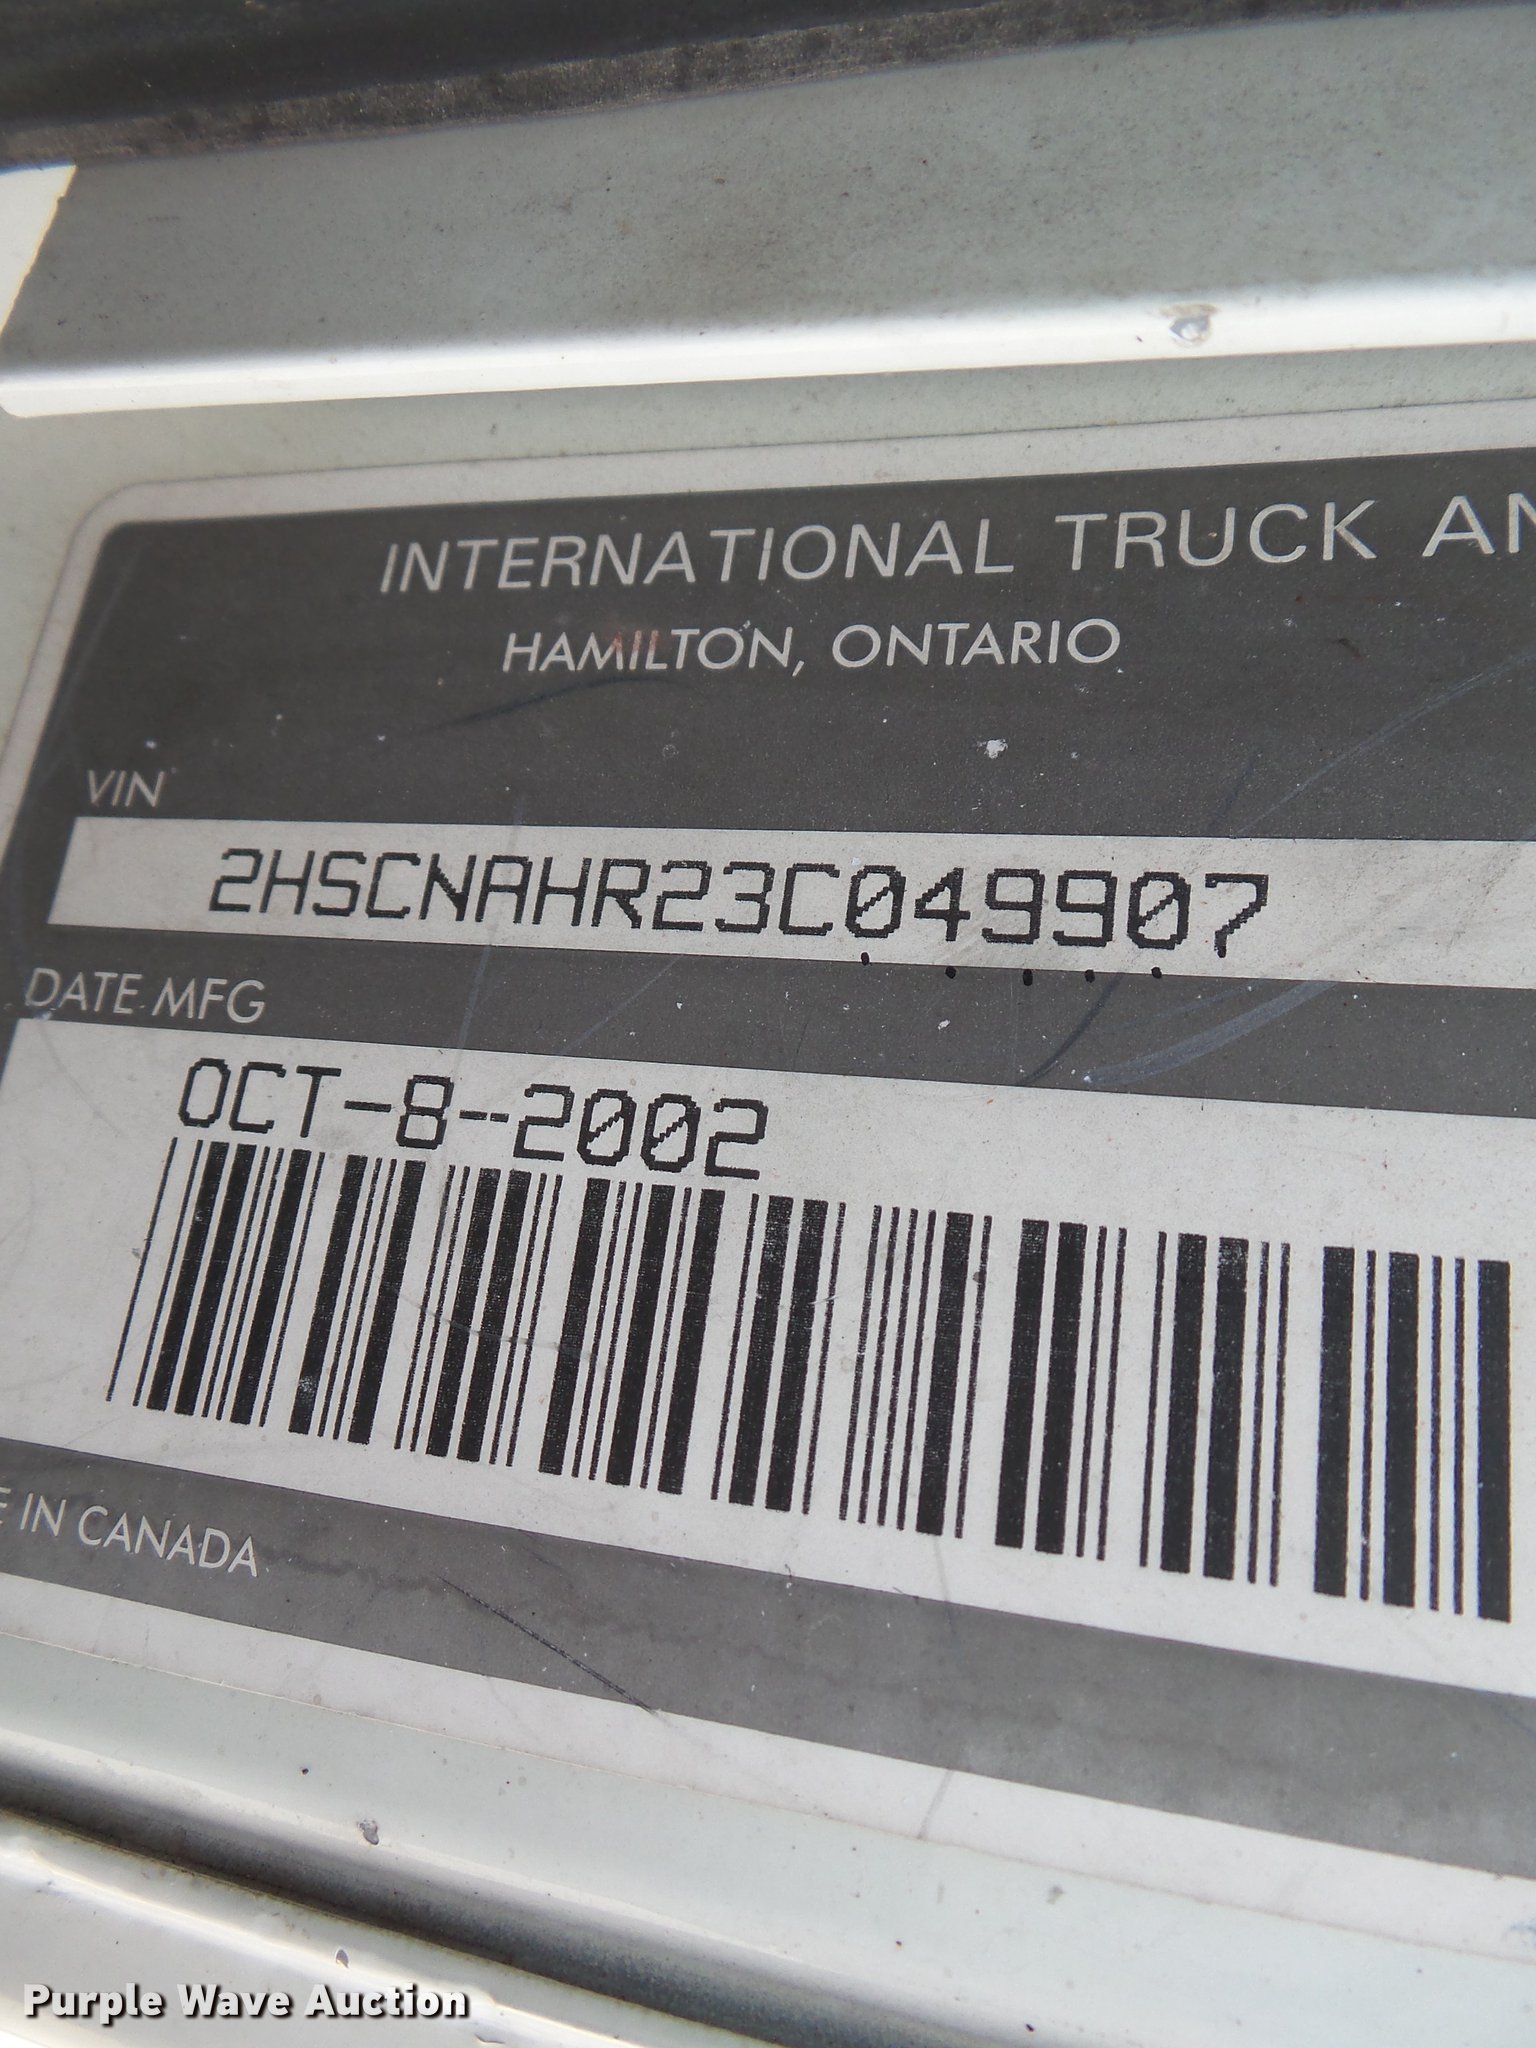 INTERNATIONAL TRUCK AN
HAMILTON, ONTARIO
VIN
2HSCNAHR23C049907
DATE MFG
OCT-8--2002
E IN CANADA
Purple Wave Auction